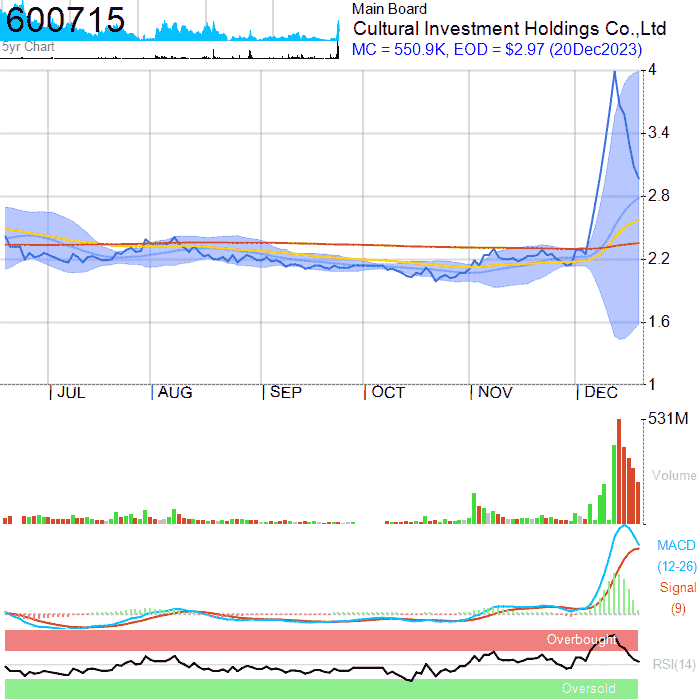 600715
5yr Chart
Main Board
Cultural Investment Holdings Co.,Ltd
MC = 550.9K, EOD = $2.97 (20Dec2023)
4
3.4
2.8
2.2
1.6
1
JUL AUG SEP OCT NOV DEC
531M
Volume
MACD
(12-26)
Signal
(9)
Overbought
RSI(14)
Oversold